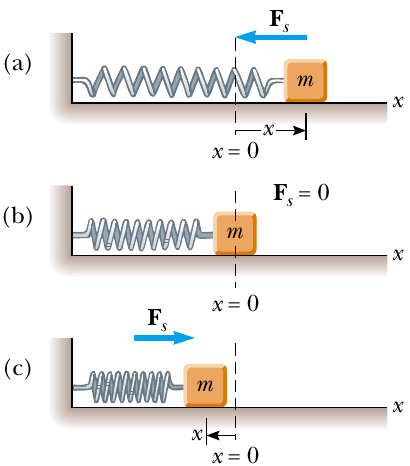 F_s
(a)
m
x
x
x = 0
F_s = 0
(b)
m
x
x = 0
F_s
(c)
m
x
x
x = 0